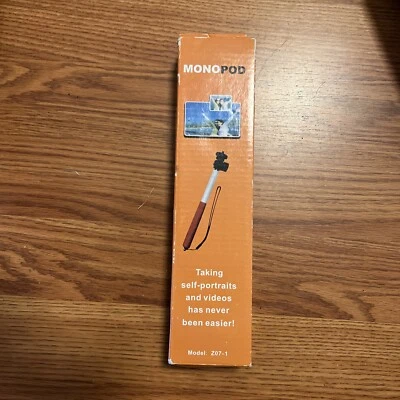 MONOPOD
Taking
self-portraits
and videos
has never
been easier!
Model: Z07-1